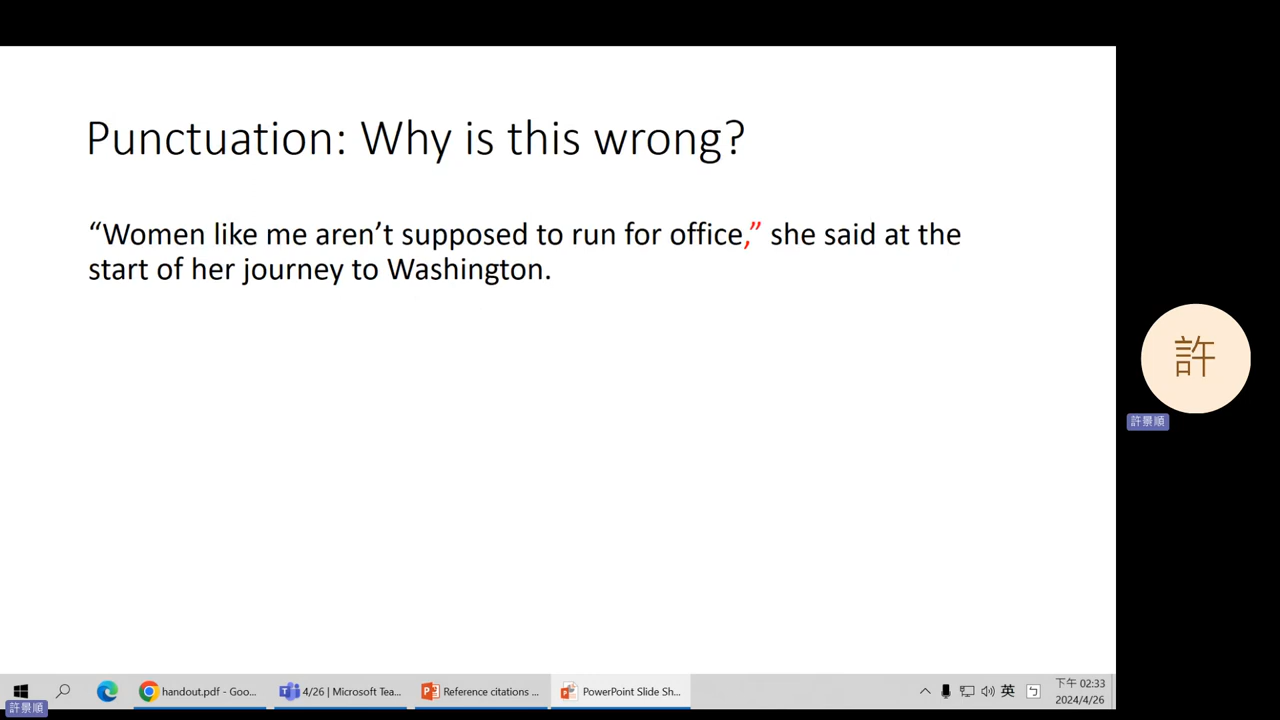 Punctuation: Why is this wrong?
“Women like me aren’t supposed to run for office,” she said at the
start of her journey to Washington.
許
許景順
handout.pdf - Goo...
4/26 | Microsoft Tea...
Reference citations ...
PowerPoint Slide Sh...
英
ㄅ
下午 02:33
2024/4/26
許景順